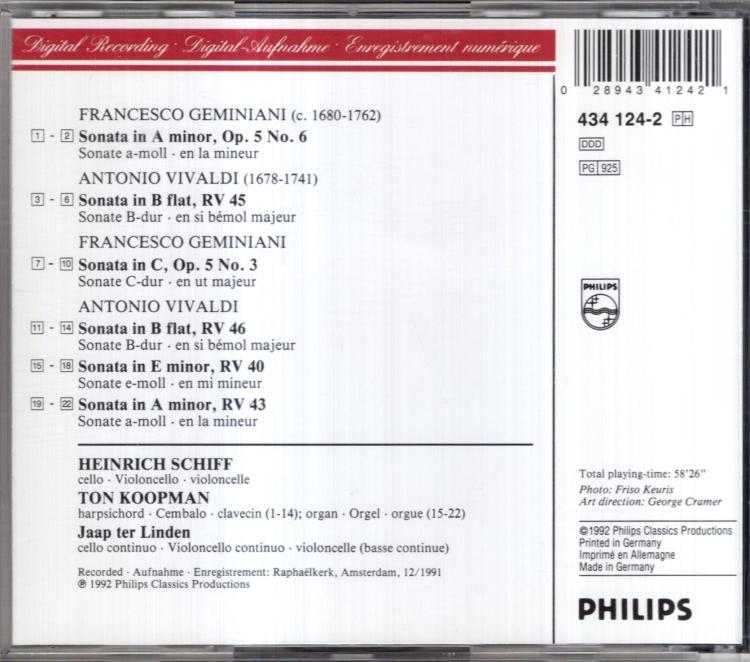 Digital Recording · Digital-Aufnahme · Enregistrement numérique
FRANCESCO GEMINIANI (c. 1680-1762)
1 - 2 Sonata in A minor, Op. 5 No. 6
Sonate a-moll · en la mineur
ANTONIO VIVALDI (1678-1741)
3 - 6 Sonata in B flat, RV 45
Sonate B-dur · en si bémol majeur
FRANCESCO GEMINIANI
7 - 10 Sonata in C, Op. 5 No. 3
Sonate C-dur · en ut majeur
ANTONIO VIVALDI
11 - 14 Sonata in B flat, RV 46
Sonate B-dur · en si bémol majeur
15 - 18 Sonata in E minor, RV 40
Sonate e-moll · en mi mineur
19 - 22 Sonata in A minor, RV 43
Sonate a-moll · en la mineur
HEINRICH SCHIFF
cello · Violoncello · violoncelle
TON KOOPMAN
harpsichord · Cembalo · clavecin (1-14); organ · Orgel · orgue (15-22)
Jaap ter Linden
cello continuo · Violoncello continuo · violoncelle (basse continue)
Recorded · Aufnahme · Enregistrement: Raphaëlkerk, Amsterdam, 12/1991
℗ 1992 Philips Classics Productions
0 28943 41242 1
434 124-2 PH
DDD
PG 925
PHILIPS
Total playing-time: 58'26"
Photo: Friso Keuris
Art direction: George Cramer
©1992 Philips Classics Productions
Printed in Germany
Imprimé en Allemagne
Made in Germany
PHILIPS